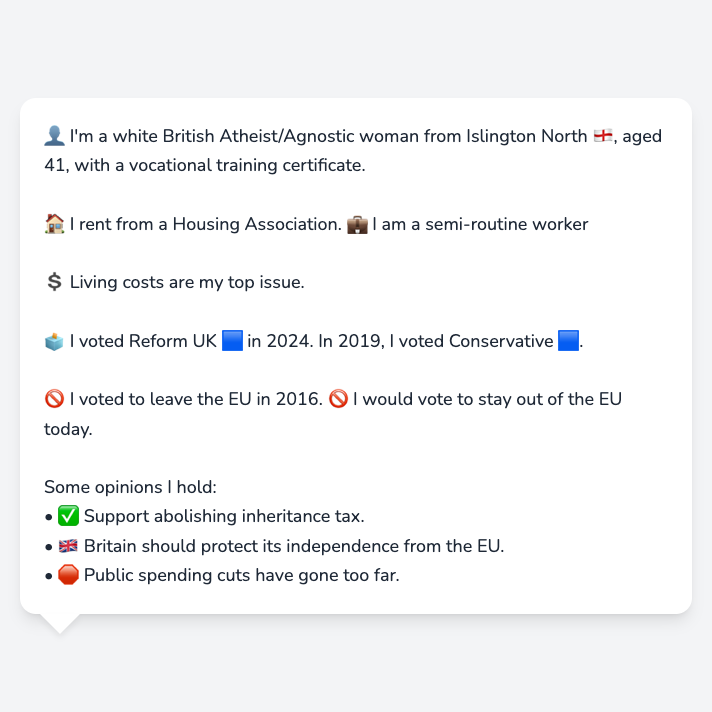 👤 I'm a white British Atheist/Agnostic woman from Islington North 🏴󠁧󠁢󠁥󠁮󠁧󠁿, aged
41, with a vocational training certificate.
🏠 I rent from a Housing Association. 💼 I am a semi-routine worker
💲 Living costs are my top issue.
🗳️ I voted Reform UK 🟦 in 2024. In 2019, I voted Conservative 🟦.
🚫 I voted to leave the EU in 2016. 🚫 I would vote to stay out of the EU
today.
Some opinions I hold:
• ✅ Support abolishing inheritance tax.
• 🇬🇧 Britain should protect its independence from the EU.
• 🛑 Public spending cuts have gone too far.